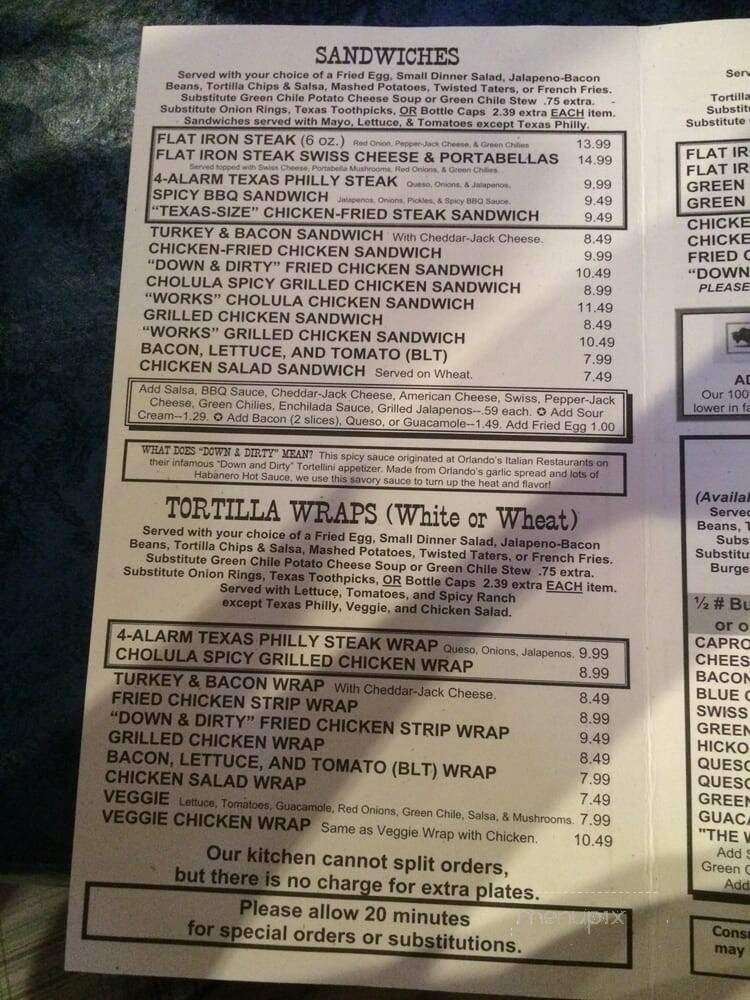 SANDWICHES
Served with your choice of a Fried Egg, Small Dinner Salad, Jalapeno-Bacon
Beans, Tortilla Chips & Salsa, Mashed Potatoes, Twisted Taters, or French Fries.
Substitute Green Chile Potato Cheese Soup or Green Chile Stew .75 extra.
Substitute Onion Rings, Texas Toothpicks, OR Bottle Caps 2.39 extra EACH item.
Sandwiches served with Mayo, Lettuce, & Tomatoes except Texas Philly.
FLAT IRON STEAK (6 oz.) Red Onion, Pepper-Jack Cheese, & Green Chilies 13.99
FLAT IRON STEAK SWISS CHEESE & PORTABELLAS 14.99
Served topped with Swiss Cheese, Portabella Mushrooms, Red Onions, & Green Chilies.
4-ALARM TEXAS PHILLY STEAK Queso, Onions, & Jalapenos. 9.99
SPICY BBQ SANDWICH Jalapenos, Onions, Pickles, & Spicy BBQ Sauce. 9.49
"TEXAS-SIZE" CHICKEN-FRIED STEAK SANDWICH 9.49
TURKEY & BACON SANDWICH With Cheddar-Jack Cheese. 8.49
CHICKEN-FRIED CHICKEN SANDWICH 9.99
"DOWN & DIRTY" FRIED CHICKEN SANDWICH 10.49
CHOLULA SPICY GRILLED CHICKEN SANDWICH 8.99
"WORKS" CHOLULA CHICKEN SANDWICH 11.49
GRILLED CHICKEN SANDWICH 8.49
"WORKS" GRILLED CHICKEN SANDWICH 10.49
BACON, LETTUCE, AND TOMATO (BLT) 7.99
CHICKEN SALAD SANDWICH Served on Wheat. 7.49
Add Salsa, BBQ Sauce, Cheddar-Jack Cheese, American Cheese, Swiss, Pepper-Jack
Cheese, Green Chilies, Enchilada Sauce, Grilled Jalapenos--.59 each. ✪ Add Sour
Cream--1.29. ✪ Add Bacon (2 slices), Queso, or Guacamole--1.49. Add Fried Egg 1.00
WHAT DOES "DOWN & DIRTY" MEAN? This spicy sauce originated at Orlando's Italian Restaurants on
their infamous "Down and Dirty" Tortellini appetizer. Made from Orlando's garlic spread and lots of
Habanero Hot Sauce, we use this savory sauce to turn up the heat and flavor!
TORTILLA WRAPS (White or Wheat)
Served with your choice of a Fried Egg, Small Dinner Salad, Jalapeno-Bacon
Beans, Tortilla Chips & Salsa, Mashed Potatoes, Twisted Taters, or French Fries.
Substitute Green Chile Potato Cheese Soup or Green Chile Stew .75 extra.
Substitute Onion Rings, Texas Toothpicks, OR Bottle Caps 2.39 extra EACH item.
Served with Lettuce, Tomatoes, and Spicy Ranch
except Texas Philly, Veggie, and Chicken Salad.
4-ALARM TEXAS PHILLY STEAK WRAP Queso, Onions, Jalapenos. 9.99
CHOLULA SPICY GRILLED CHICKEN WRAP 8.99
TURKEY & BACON WRAP With Cheddar-Jack Cheese. 8.49
FRIED CHICKEN STRIP WRAP 8.99
"DOWN & DIRTY" FRIED CHICKEN STRIP WRAP 9.49
GRILLED CHICKEN WRAP 8.49
BACON, LETTUCE, AND TOMATO (BLT) WRAP 7.99
CHICKEN SALAD WRAP 7.49
VEGGIE Lettuce, Tomatoes, Guacamole, Red Onions, Green Chile, Salsa, & Mushrooms. 7.99
VEGGIE CHICKEN WRAP Same as Veggie Wrap with Chicken. 10.49
Our kitchen cannot split orders,
but there is no charge for extra plates.
Please allow 20 minutes
for special orders or substitutions.
menupix
Serv
Tortilla
Substit
Substitute
FLAT IR
FLAT IR
GREEN
GREEN
CHICKE
CHICKE
FRIED C
"DOWN
PLEASE
AD
Our 100
lower in fa
(Availab
Served
Beans, T
Subs
Substitu
Burge
½ # Bu
or o
CAPRO
CHEES
BACON
BLUE C
SWISS
GREEN
HICKO
QUESO
QUESO
GREEN
GUACA
"THE W
Add S
Green C
Add
Consu
may